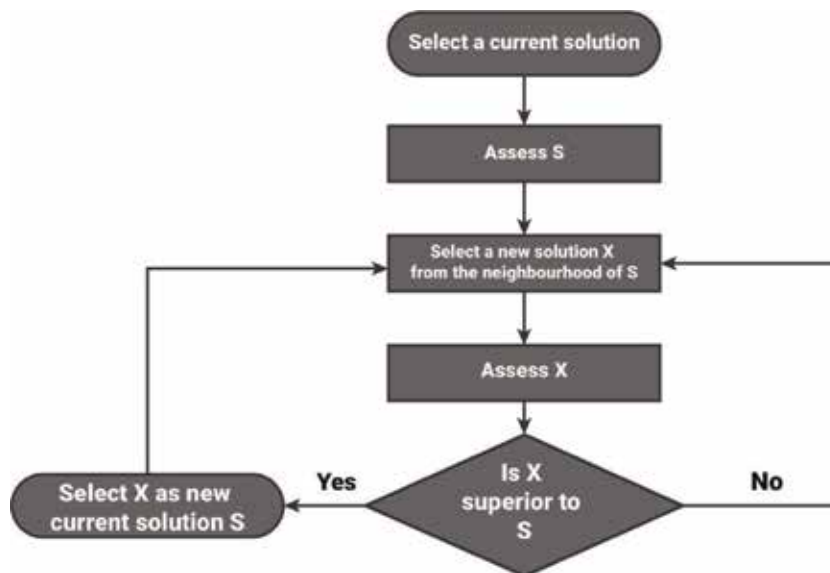 Select a current solution
Assess S
Select a new solution X
from the neighbourhood of S
Assess X
Is X
superior to
S
Yes
No
Select X as new
current solution S